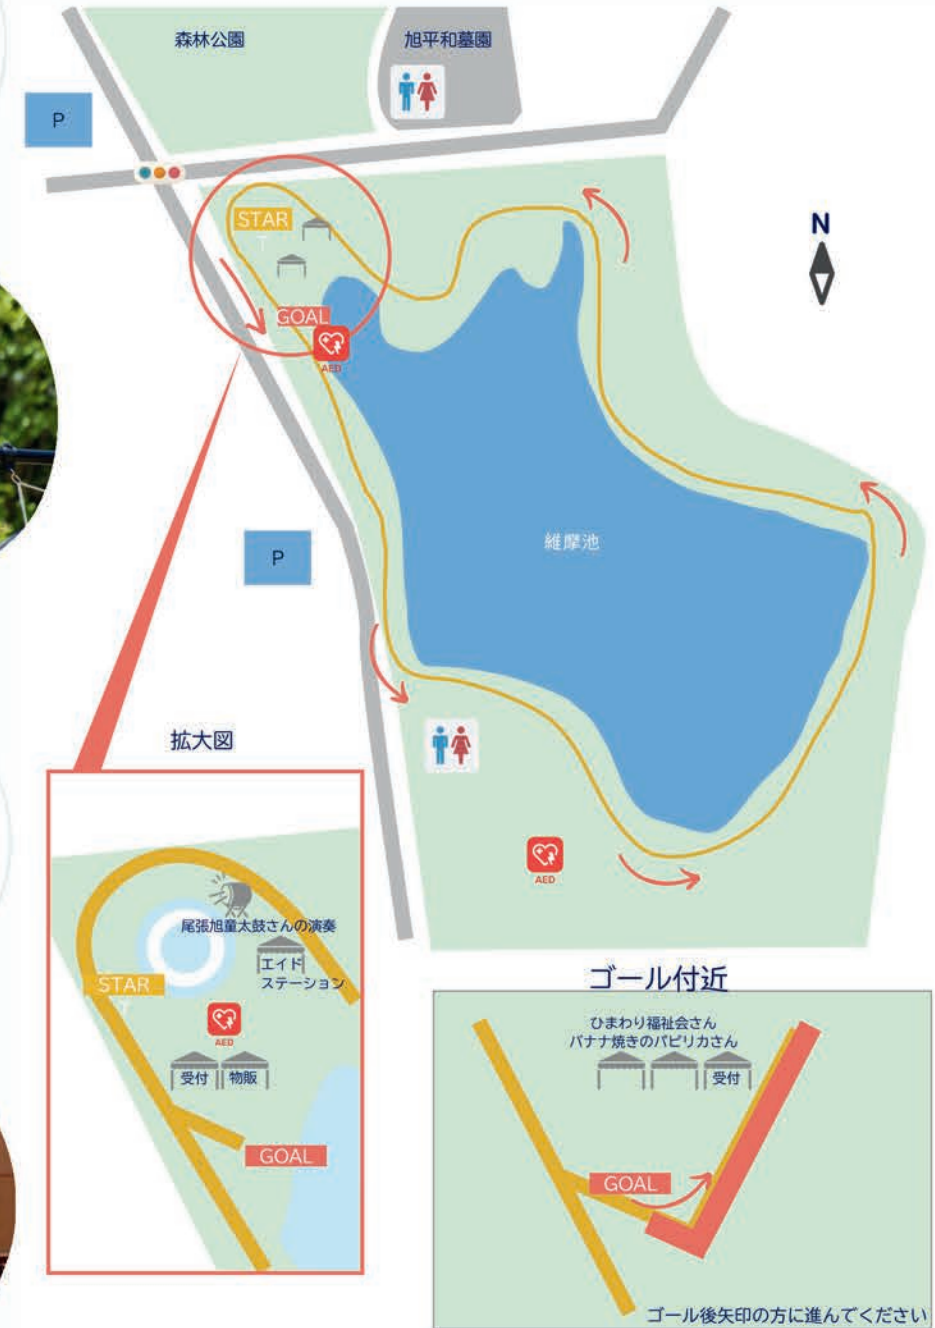 森林公園
旭平和墓園
P
N
STAR
T
GOAL
AED
維摩池
P
拡大図
AED
尾張旭童太鼓さんの演奏
エイド
ステーション
STAR
T
AED
受付
物販
GOAL
ゴール付近
ひまわり福祉会さん
バナナ焼きのパピリカさん
受付
GOAL
ゴール後矢印の方に進んでください